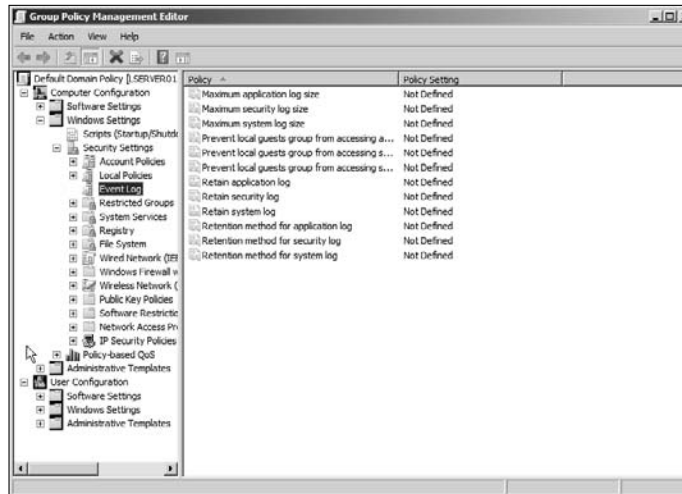 Group Policy Management Editor
File Action View Help
Default Domain Policy [LSERVER01
Computer Configuration
Software Settings
Windows Settings
Scripts (Startup/Shutd
Security Settings
Account Policies
Local Policies
Event Log
Restricted Groups
System Services
Registry
File System
Wired Network (IEE
Windows Firewall w
Wireless Network (
Public Key Policies
Software Restrictio
Network Access Pr
IP Security Policies
Policy-based QoS
Administrative Templates
User Configuration
Software Settings
Windows Settings
Administrative Templates
Policy Policy Setting
Maximum application log size Not Defined
Maximum security log size Not Defined
Maximum system log size Not Defined
Prevent local guests group from accessing a... Not Defined
Prevent local guests group from accessing s... Not Defined
Prevent local guests group from accessing s... Not Defined
Retain application log Not Defined
Retain security log Not Defined
Retain system log Not Defined
Retention method for application log Not Defined
Retention method for security log Not Defined
Retention method for system log Not Defined